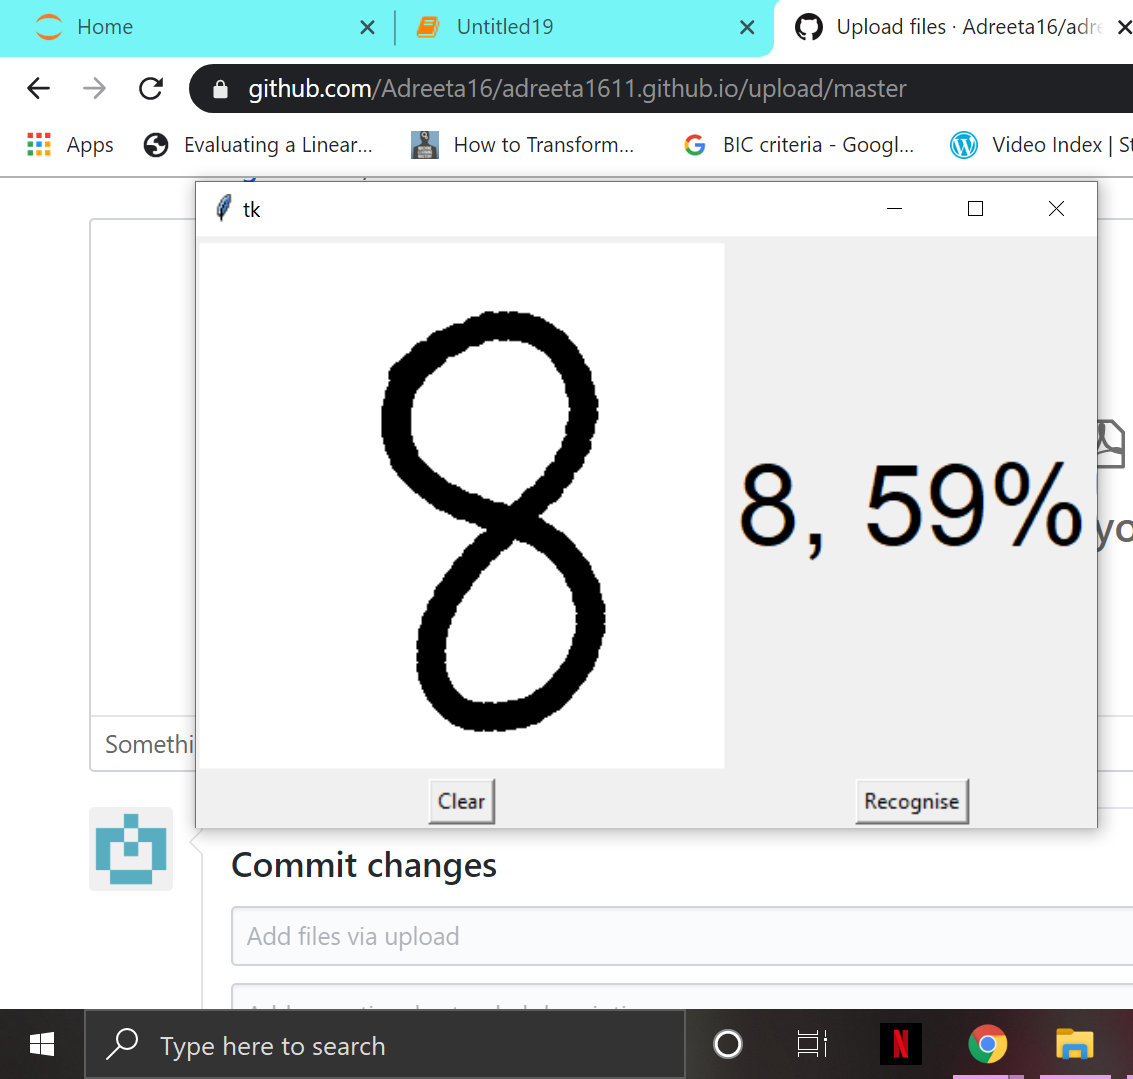 Home
Untitled19
Upload files · Adreeta16/adre
github.com/Adreeta16/adreeta1611.github.io/upload/master
Apps
Evaluating a Linear...
How to Transform...
BIC criteria - Googl...
Video Index | St
tk
8
8, 59%
yo
Somethi
Clear
Recognise
Commit changes
Add files via upload
Type here to search